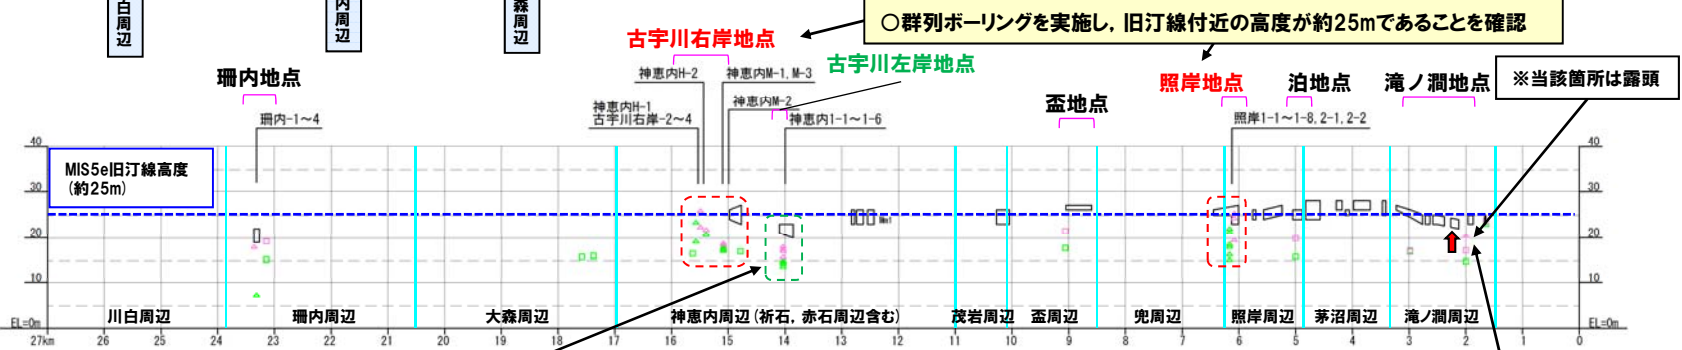 白周辺
内周辺
森周辺
○群列ボーリングを実施し，旧汀線付近の高度が約25mであることを確認
古宇川右岸地点
古宇川左岸地点
照岸地点
泊地点
滝ノ澗地点
※当該箇所は露頭
珊内地点
神恵内H-2
神恵内M-1,M-3
盃地点
神恵内M-2
神恵内H-1
古宇川右岸-2～4
珊内-1～4
神恵内1-1～1-6
照岸1-1～1-8,2-1,2-2
40
40
MIS5e旧汀線高度
(約25m)
30
30
20
20
10
10
川白周辺
珊内周辺
大森周辺
神恵内周辺(祈石，赤石周辺含む)
茂岩周辺
盃周辺
兜周辺
照岸周辺
茅沼周辺
滝ノ澗周辺
EL=0m
EL=0m
27km 26 25 24 23 22 21 20 19 18 17 16 15 14 13 12 11 10 9 8 7 6 5 4 3 2 1 0